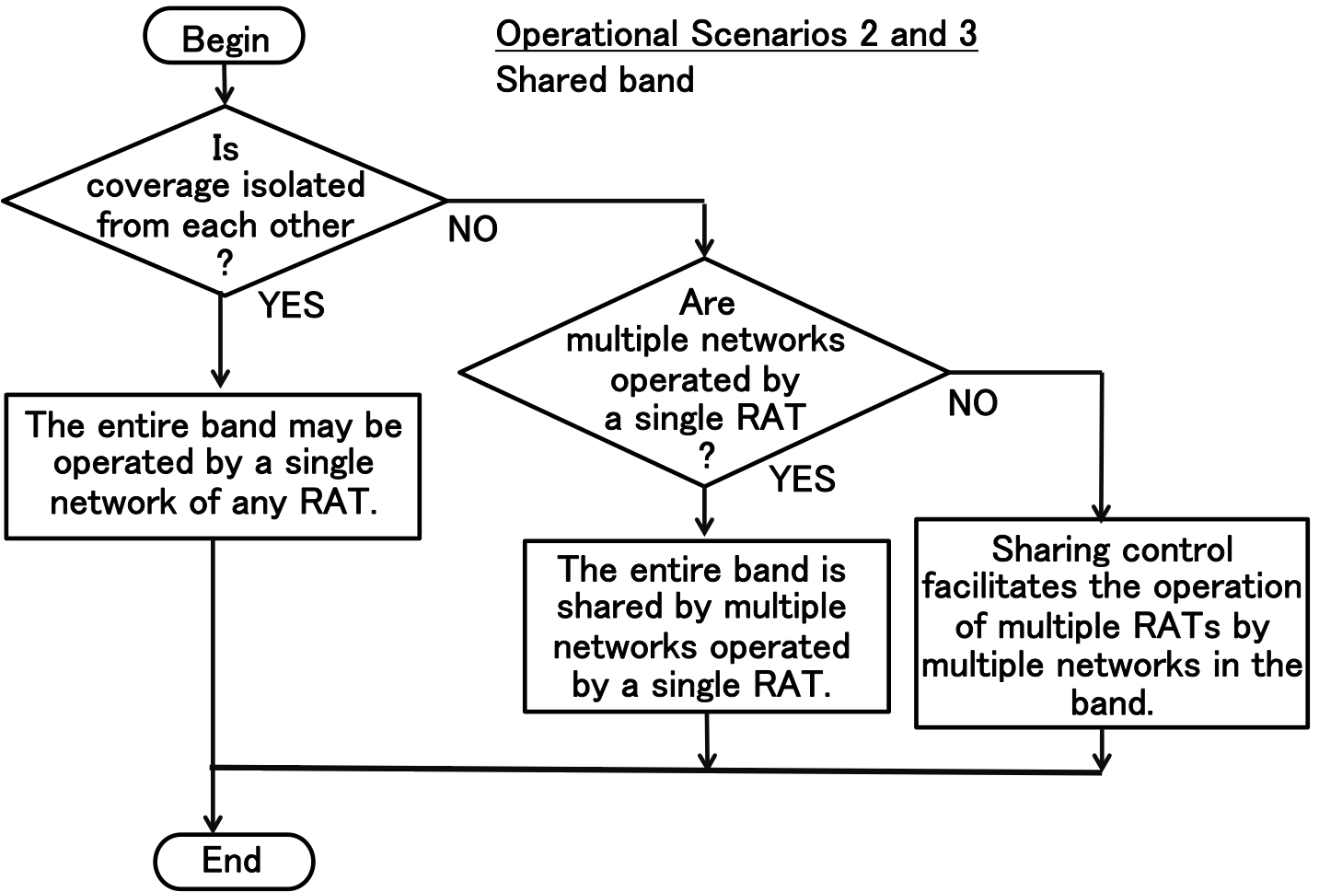 Begin
Operational Scenarios 2 and 3
Shared band
Is
coverage isolated
from each other
?
NO
YES
Are
multiple networks
operated by
a single RAT
?
NO
YES
The entire band may be
operated by a single
network of any RAT.
The entire band is
shared by multiple
networks operated
by a single RAT.
Sharing control
facilitates the operation
of multiple RATs by
multiple networks in the
band.
End